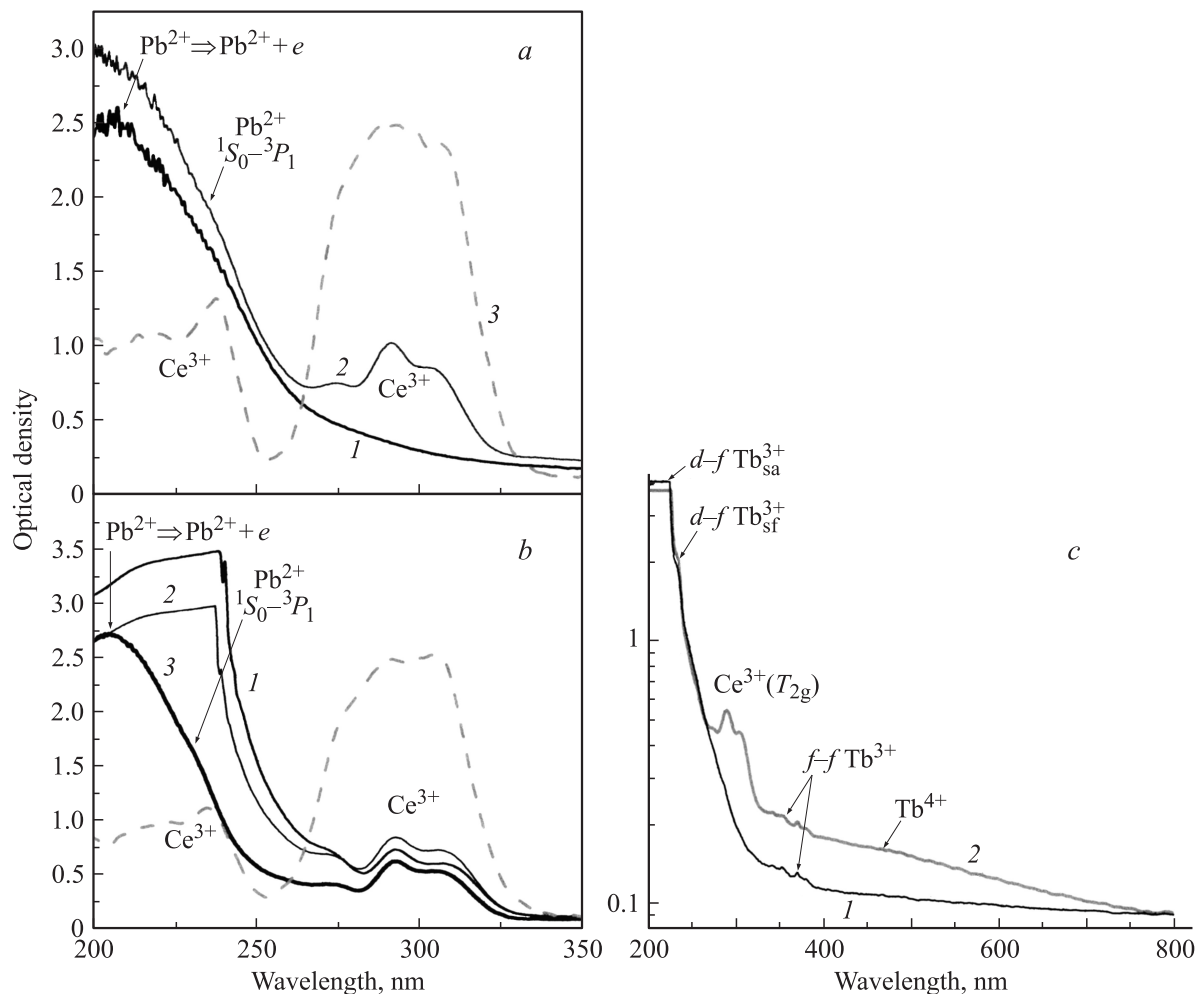 a
Pb²⁺ ⇒ Pb²⁺ + e
Pb²⁺
¹S₀–³P₁
3.0
2.5
2.0
1.5
1.0
0.5
0
Ce³⁺
2
Ce³⁺
3
1
Optical density
b
Pb²⁺ ⇒ Pb²⁺ + e
Pb²⁺
¹S₀–³P₁
3.5
3.0
2.5
2.0
1.5
1.0
0.5
0
2
3
1
Ce³⁺
Ce³⁺
200 250 300 350
Wavelength, nm
c
d–f Tb³⁺sa
d–f Tb³⁺sf
1
0.1
Ce³⁺(T₂g)
f–f Tb³⁺
Tb⁴⁺
2
1
200 400 600 800
Wavelength, nm